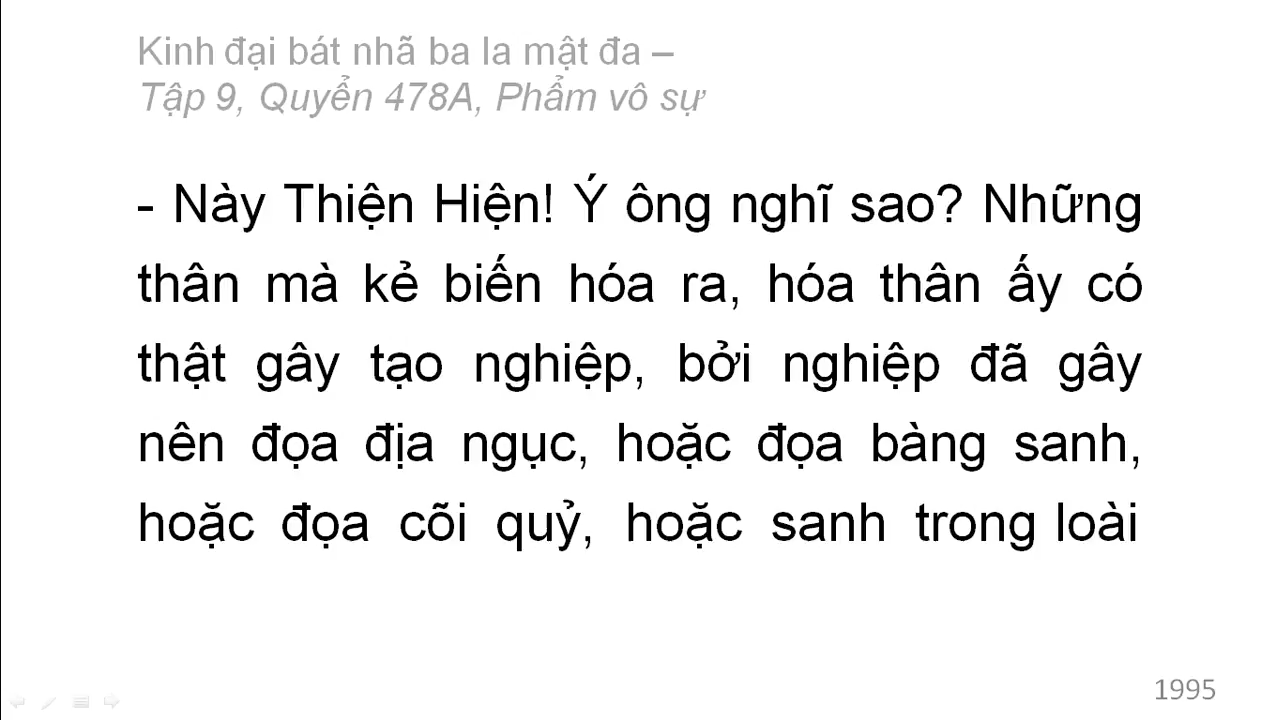 Kinh đại bát nhã ba la mật đa –
Tập 9, Quyển 478A, Phẩm vô sự
- Này Thiện Hiện! Ý ông nghĩ sao? Những
thân mà kẻ biến hóa ra, hóa thân ấy có
thật gây tạo nghiệp, bởi nghiệp đã gây
nên đọa địa ngục, hoặc đọa bàng sanh,
hoặc đọa cõi quỷ, hoặc sanh trong loài
1995